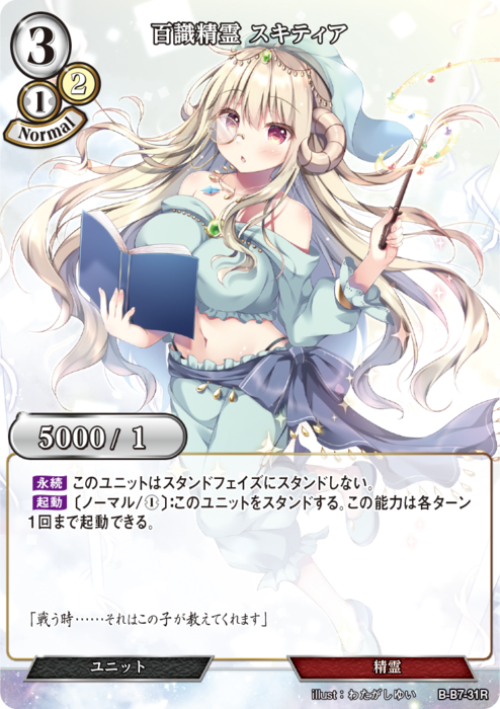 3
百識精霊 スキティア
1
2
Normal
5000 / 1
永続 このユニットはスタンドフェイズにスタンドしない。
起動 〔ノーマル/①〕:このユニットをスタンドする。この能力は各ターン
1回まで起動できる。
「戦う時……それはこの子が教えてくれます」
ユニット
精霊
illust：わたがしゆい
B-B7-31R